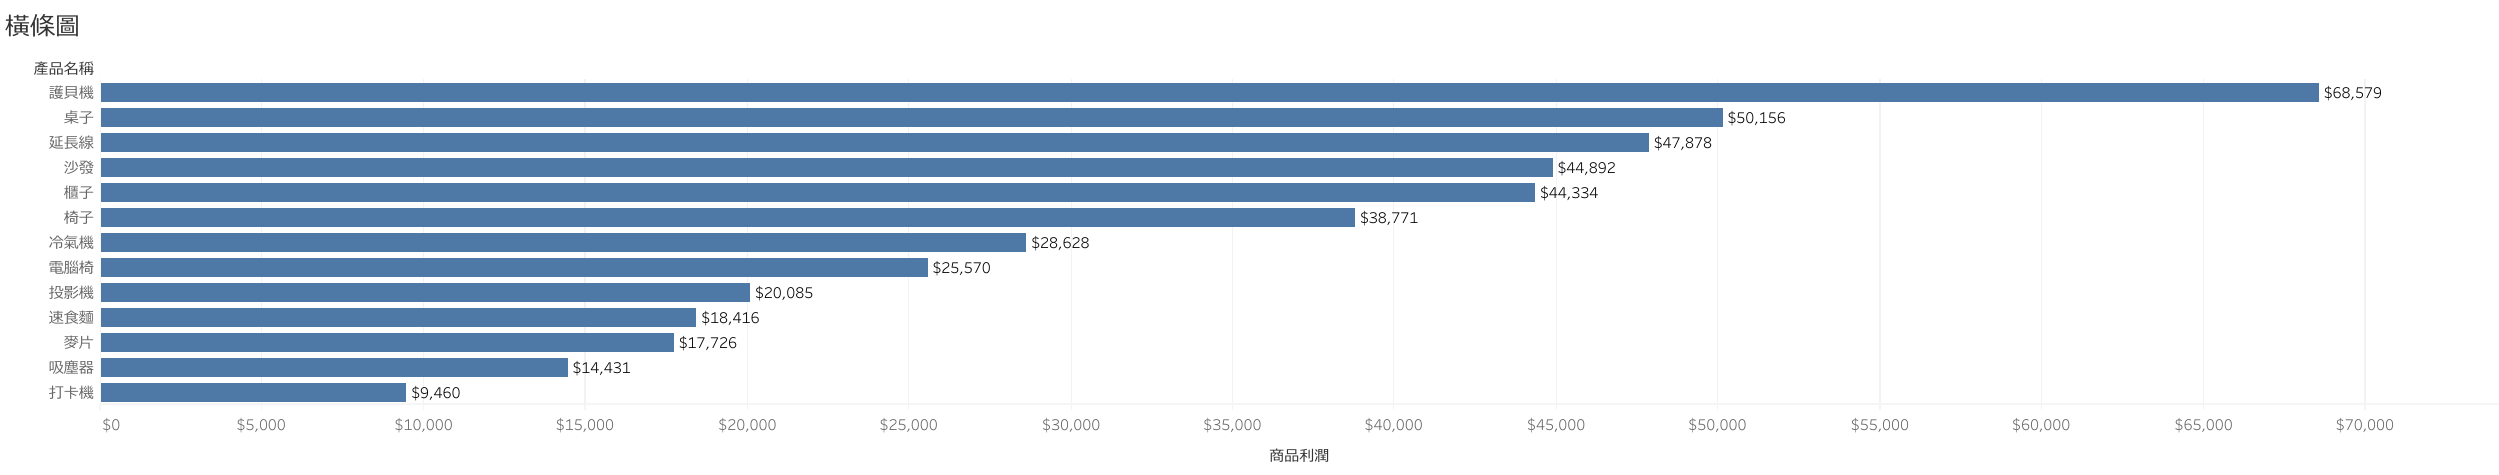 橫條圖
產品名稱
護貝機 $68,579
桌子 $50,156
延長線 $47,878
沙發 $44,892
櫃子 $44,334
椅子 $38,771
冷氣機 $28,628
電腦椅 $25,570
投影機 $20,085
速食麵 $18,416
麥片 $17,726
吸塵器 $14,431
打卡機 $9,460
$0 $5,000 $10,000 $15,000 $20,000 $25,000 $30,000 $35,000 $40,000 $45,000 $50,000 $55,000 $60,000 $65,000 $70,000
商品利潤